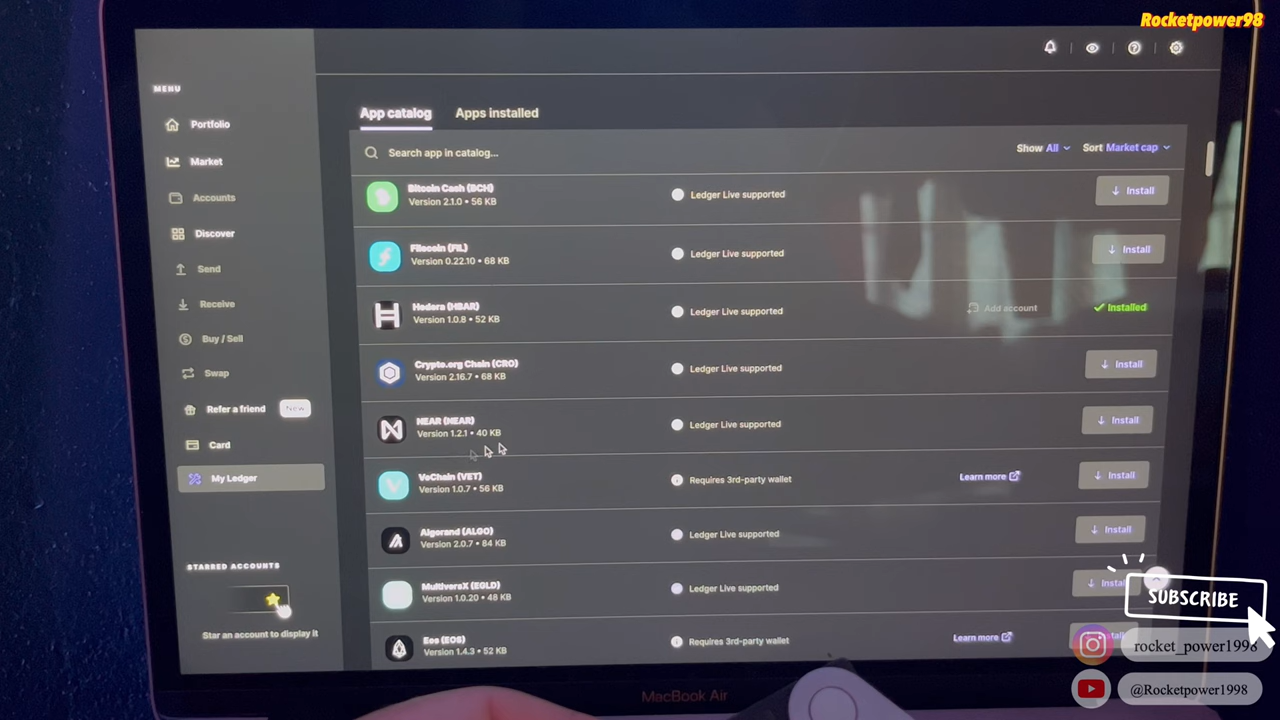 Rocketpower98
MENU
Portfolio
Market
Accounts
Discover
Send
Receive
Buy / Sell
Swap
Refer a friend New
Card
My Ledger
STARRED ACCOUNTS
Star an account to display it
App catalog Apps installed
Search app in catalog...
Show All Sort Market cap
Bitcoin Cash (BCH)
Version 2.1.0 • 56 KB
Ledger Live supported
Install
Filecoin (FIL)
Version 0.22.10 • 68 KB
Ledger Live supported
Install
Hedera (HBAR)
Version 1.0.8 • 52 KB
Ledger Live supported
Add account
Installed
Crypto.org Chain (CRO)
Version 2.16.7 • 68 KB
Ledger Live supported
Install
NEAR (NEAR)
Version 1.2.1 • 40 KB
Ledger Live supported
Install
VeChain (VET)
Version 1.0.7 • 56 KB
Requires 3rd-party wallet
Learn more
Install
Algorand (ALGO)
Version 2.0.7 • 84 KB
Ledger Live supported
Install
MultiversX (EGLD)
Version 1.0.20 • 48 KB
Ledger Live supported
Eos (EOS)
Version 1.4.3 • 52 KB
Requires 3rd-party wallet
Learn more
SUBSCRIBE
rocket_power1998
@Rocketpower1998
MacBook Air